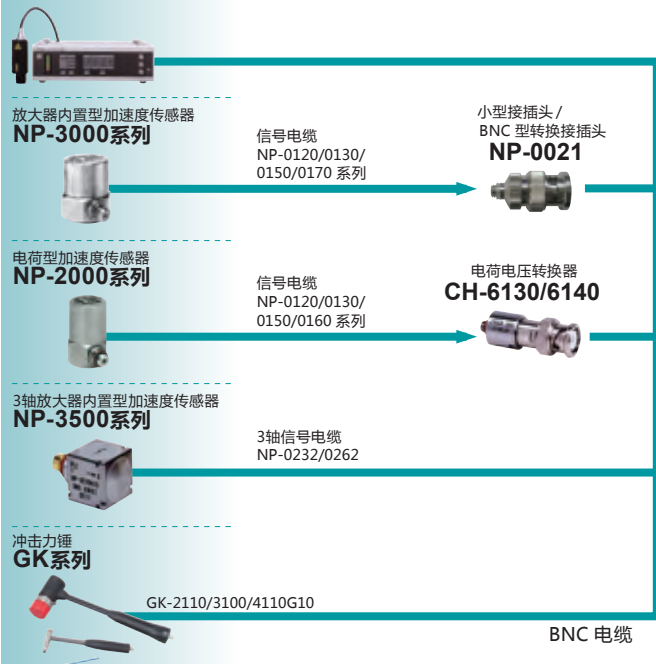 放大器内置型加速度传感器
NP-3000系列
信号电缆
NP-0120/0130/
0150/0170 系列
小型接插头 /
BNC 型转换接插头
NP-0021
电荷型加速度传感器
NP-2000系列
信号电缆
NP-0120/0130/
0150/0160 系列
电荷电压转换器
CH-6130/6140
3轴放大器内置型加速度传感器
NP-3500系列
3轴信号电缆
NP-0232/0262
冲击力锤
GK系列
GK-2110/3100/4110G10
BNC 电缆